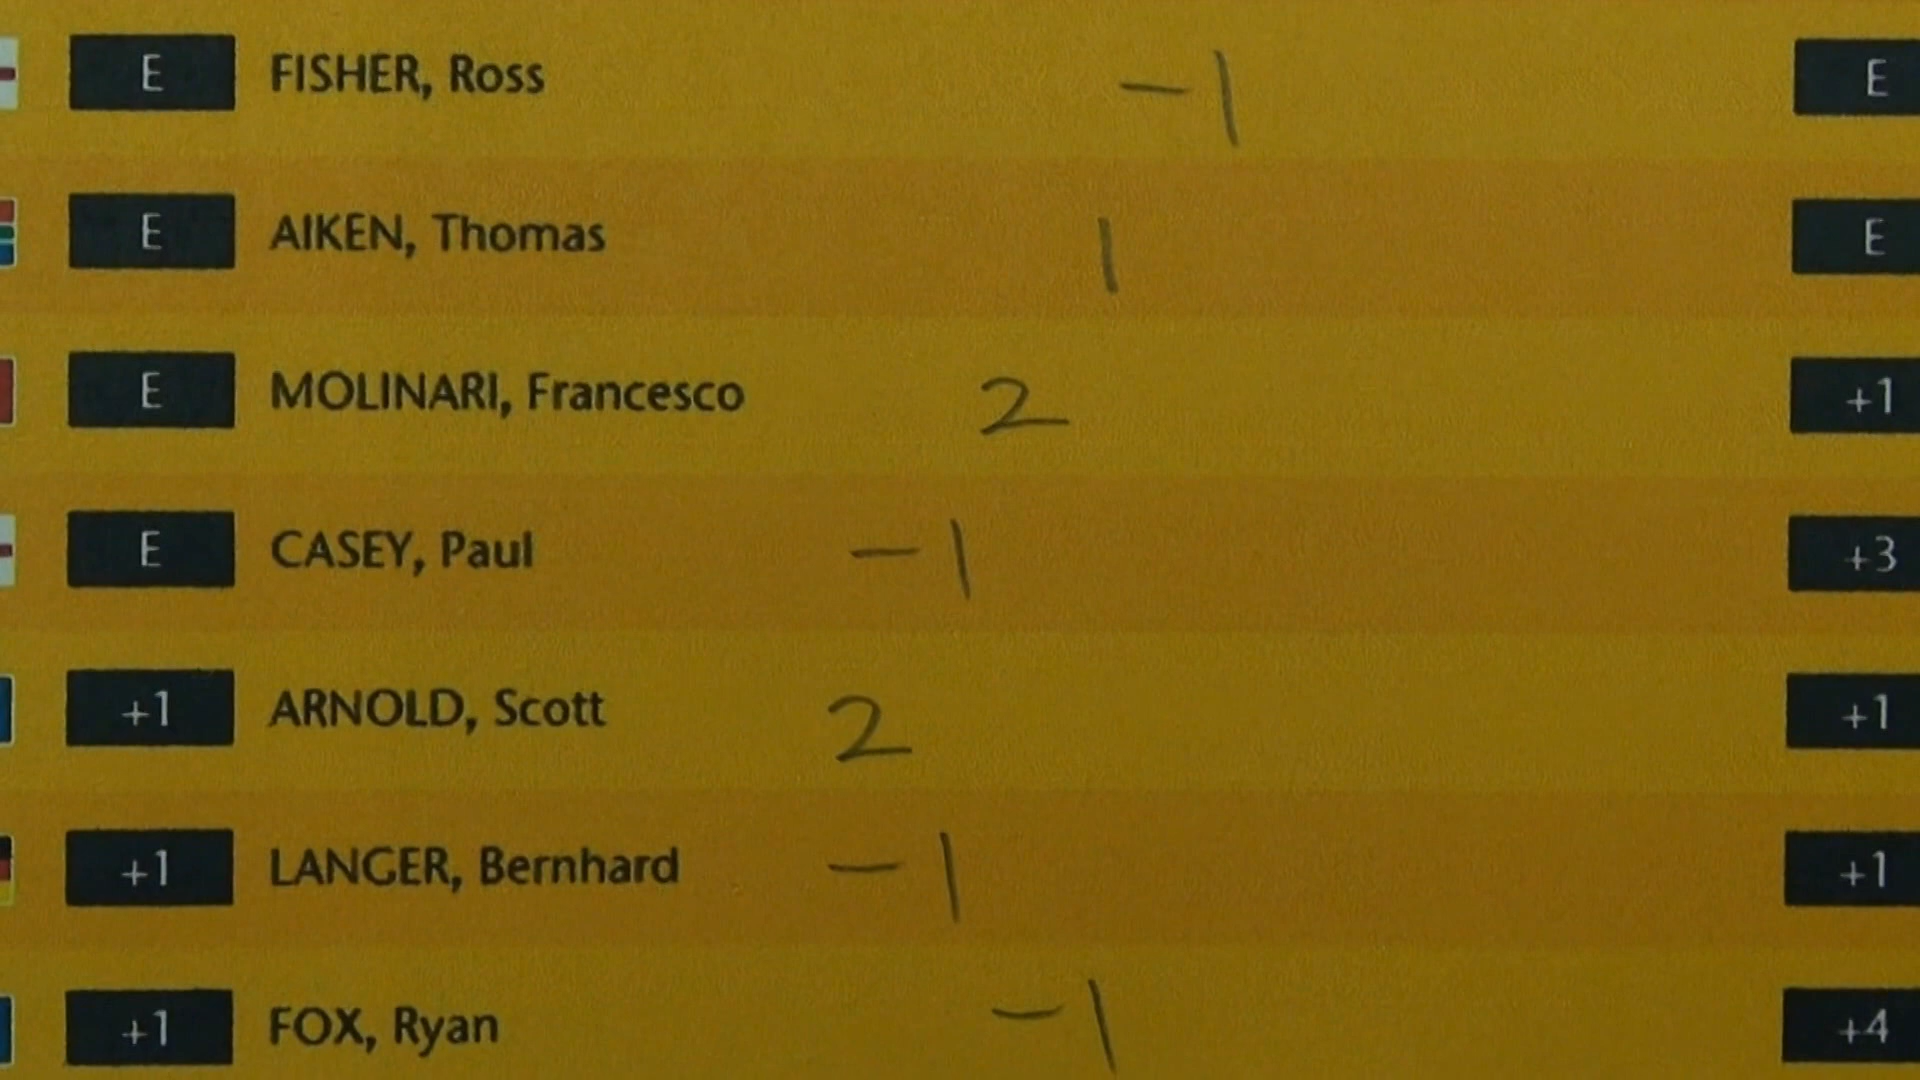 E FISHER, Ross -1 E
E AIKEN, Thomas 1 E
E MOLINARI, Francesco 2 +1
E CASEY, Paul -1 +3
+1 ARNOLD, Scott 2 +1
+1 LANGER, Bernhard -1 +1
+1 FOX, Ryan -1 +4